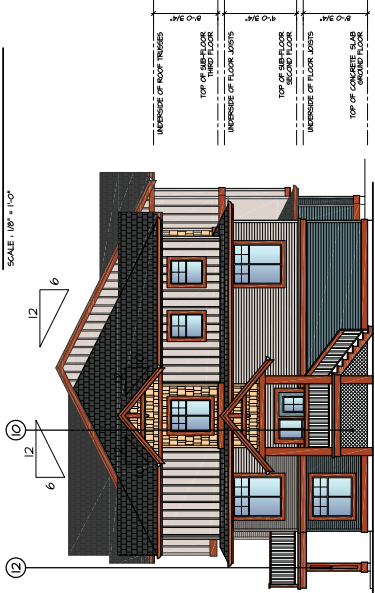 SCALE : 1/8" = 1'-0"
UNDERSIDE OF ROOF TRUSSES
8'-0 3/4"
TOP OF SUB-FLOOR
THIRD FLOOR
UNDERSIDE OF FLOOR JOISTS
9'-0 3/4"
TOP OF SUB-FLOOR
SECOND FLOOR
UNDERSIDE OF FLOOR JOISTS
8'-0 3/4"
TOP OF CONCRETE SLAB
GROUND FLOOR
12
6
12
6
10
12